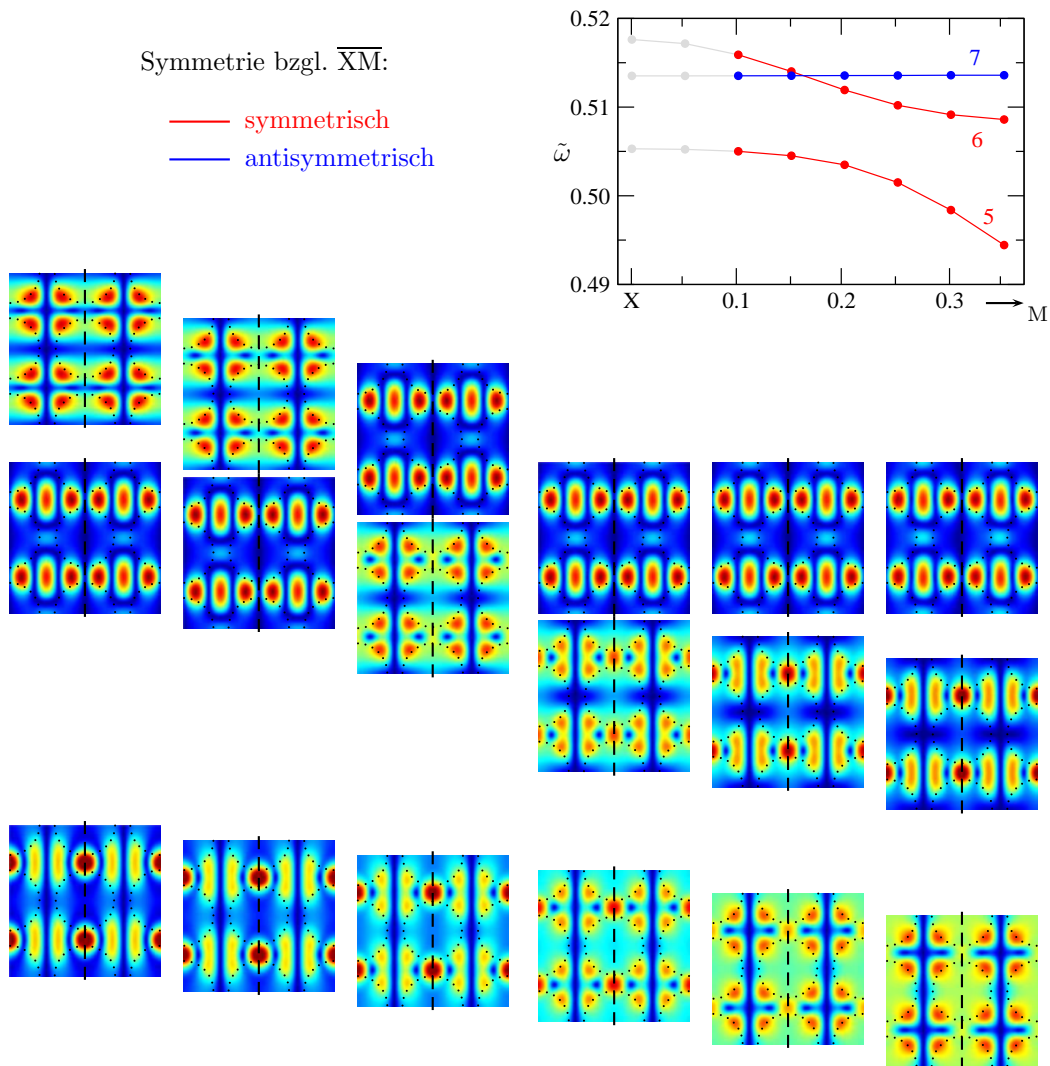 Symmetrie bzgl. XM:
symmetrisch
antisymmetrisch
0.52
0.51
ω̃
0.50
0.49
7
6
5
X
0.1
0.2
0.3
M